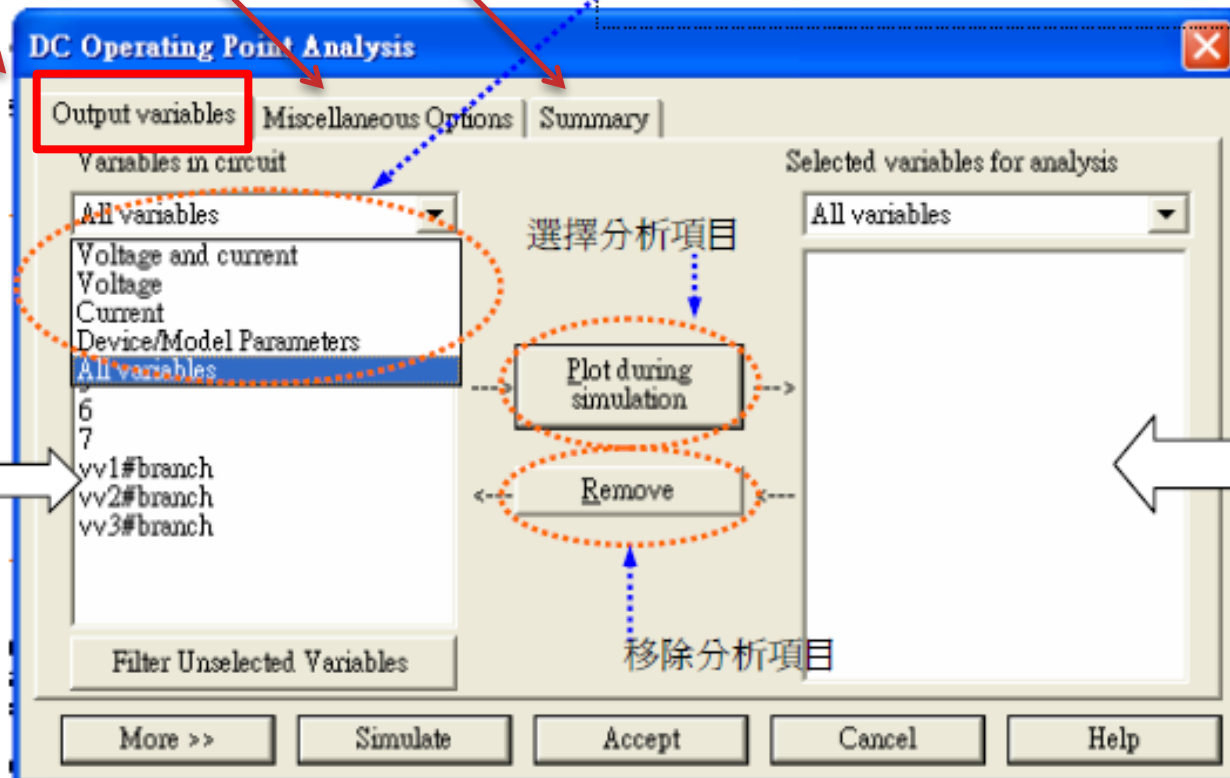 DC Operating Point Analysis
Output variables
Miscellaneous Options
Summary
Variables in circuit
Selected variables for analysis
All variables
All variables
選擇分析項目
Voltage and current
Voltage
Current
Device/Model Parameters
All variables
6
7
vv1#branch
vv2#branch
vv3#branch
Plot during
simulation
Remove
移除分析項目
Filter Unselected Variables
More >>
Simulate
Accept
Cancel
Help